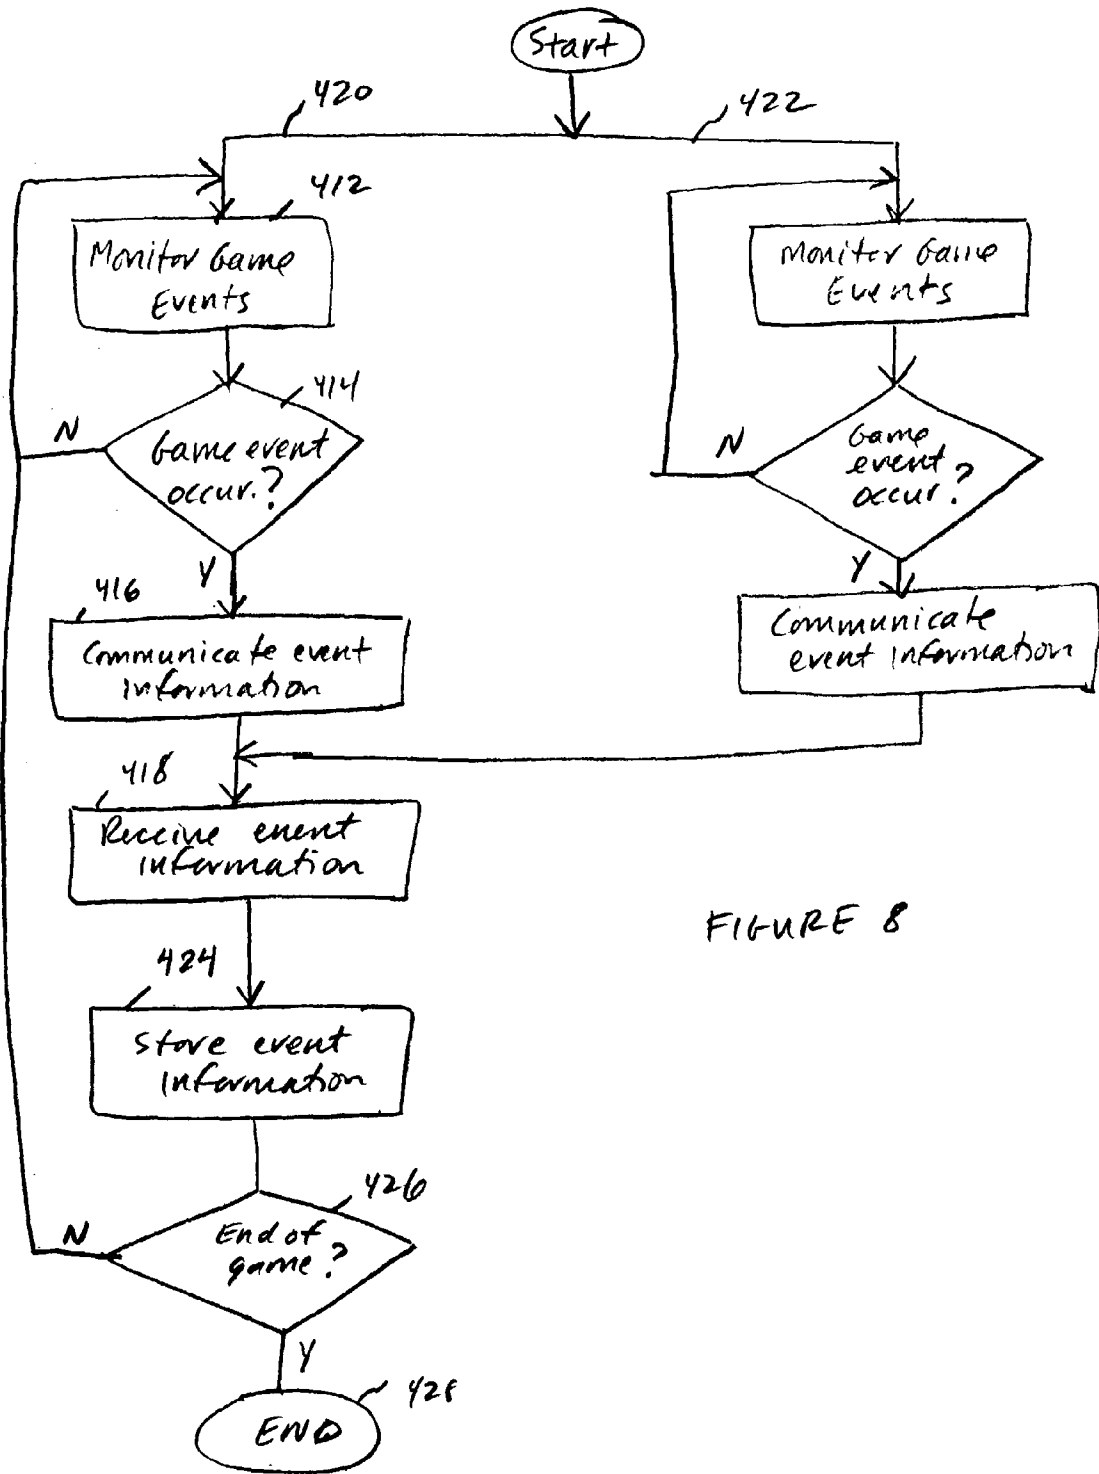 Start
420
422
412
Monitor Game
Events
Monitor Game
Events
414
N
Game event
occur.?
N
Game
event
occur?
Y
Y
416
Communicate event
information
Communicate
event information
418
Receive event
information
FIGURE 8
424
Store event
information
426
N
End of
game?
Y
428
END